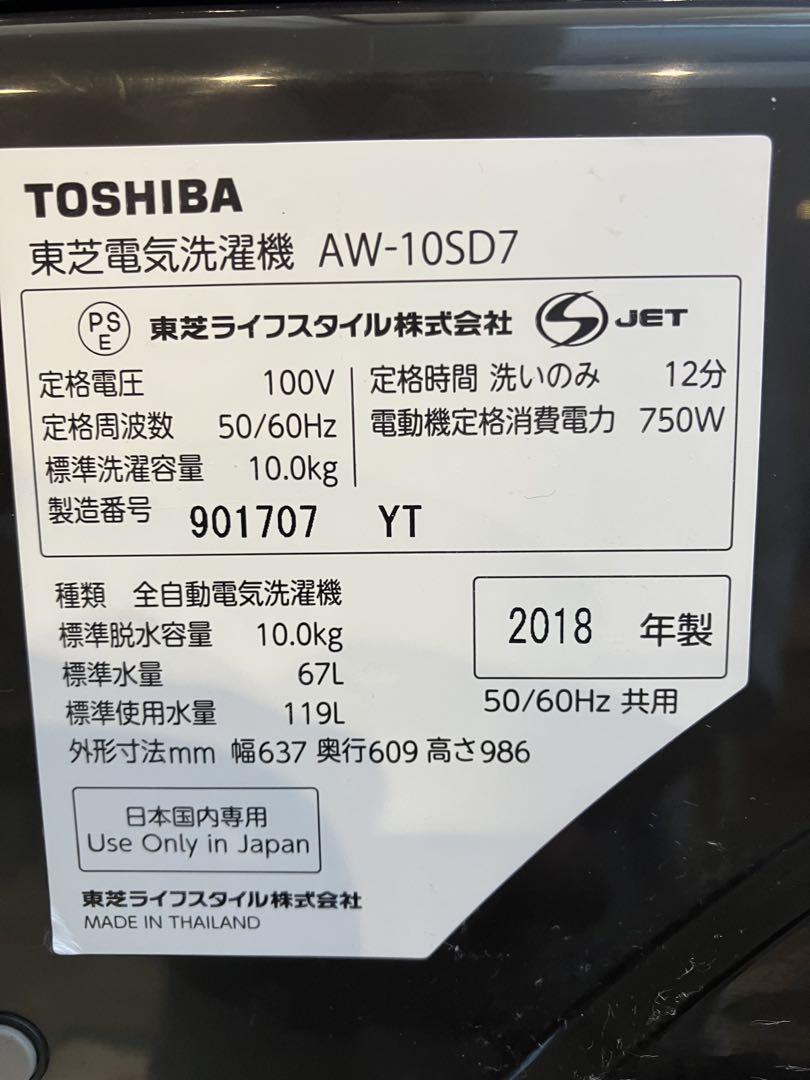 TOSHIBA
東芝電気洗濯機 AW-10SD7
PS
E
東芝ライフスタイル株式会社 S JET
定格電圧 100V
定格周波数 50/60Hz
標準洗濯容量 10.0kg
製造番号 901707 YT
定格時間 洗いのみ 12分
電動機定格消費電力 750W
種類 全自動電気洗濯機
標準脱水容量 10.0kg
標準水量 67L
標準使用水量 119L
外形寸法mm 幅637 奥行609 高さ986
2018 年製
50/60Hz 共用
日本国内専用
Use Only in Japan
東芝ライフスタイル株式会社
MADE IN THAILAND